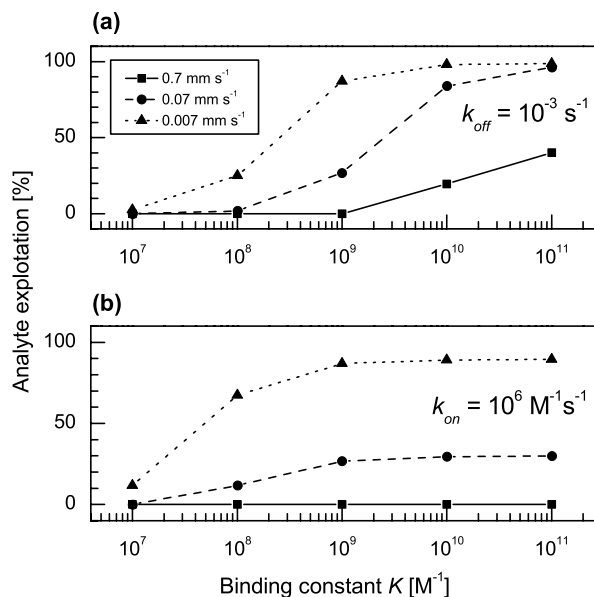 (a)
0.7 mm s⁻¹
0.07 mm s⁻¹
0.007 mm s⁻¹
k_off = 10⁻³ s⁻¹
100
50
0
10⁷ 10⁸ 10⁹ 10¹⁰ 10¹¹
Analyte explotation [%]
(b)
k_on = 10⁶ M⁻¹s⁻¹
100
50
0
10⁷ 10⁸ 10⁹ 10¹⁰ 10¹¹
Binding constant K [M⁻¹]